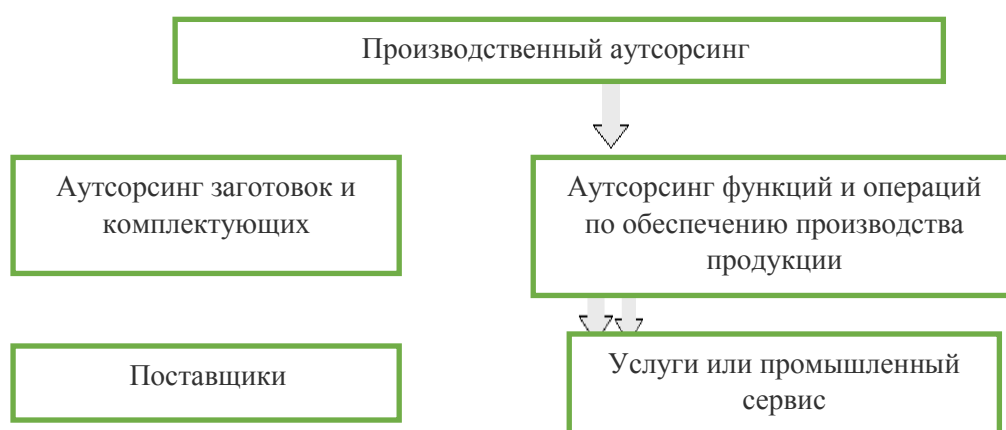 Производственный аутсорсинг
Аутсорсинг заготовок и
комплектующих
Аутсорсинг функций и операций
по обеспечению производства
продукции
Поставщики
Услуги или промышленный
сервис